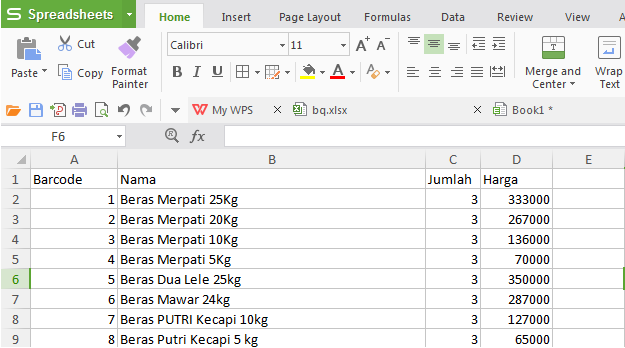 S Spreadsheets Home Insert Page Layout Formulas Data Review View
Cut Calibri 11 A+ A-
Paste Copy Format Painter B I U A Merge and Center Wrap Text
My WPS bq.xlsx Book1 *
F6 fx
A B C D E
1 Barcode Nama Jumlah Harga
2 1 Beras Merpati 25Kg 3 333000
3 2 Beras Merpati 20Kg 3 267000
4 3 Beras Merpati 10Kg 3 136000
5 4 Beras Merpati 5Kg 3 70000
6 5 Beras Dua Lele 25kg 3 350000
7 6 Beras Mawar 24kg 3 287000
8 7 Beras PUTRI Kecapi 10kg 3 127000
9 8 Beras Putri Kecapi 5 kg 3 65000